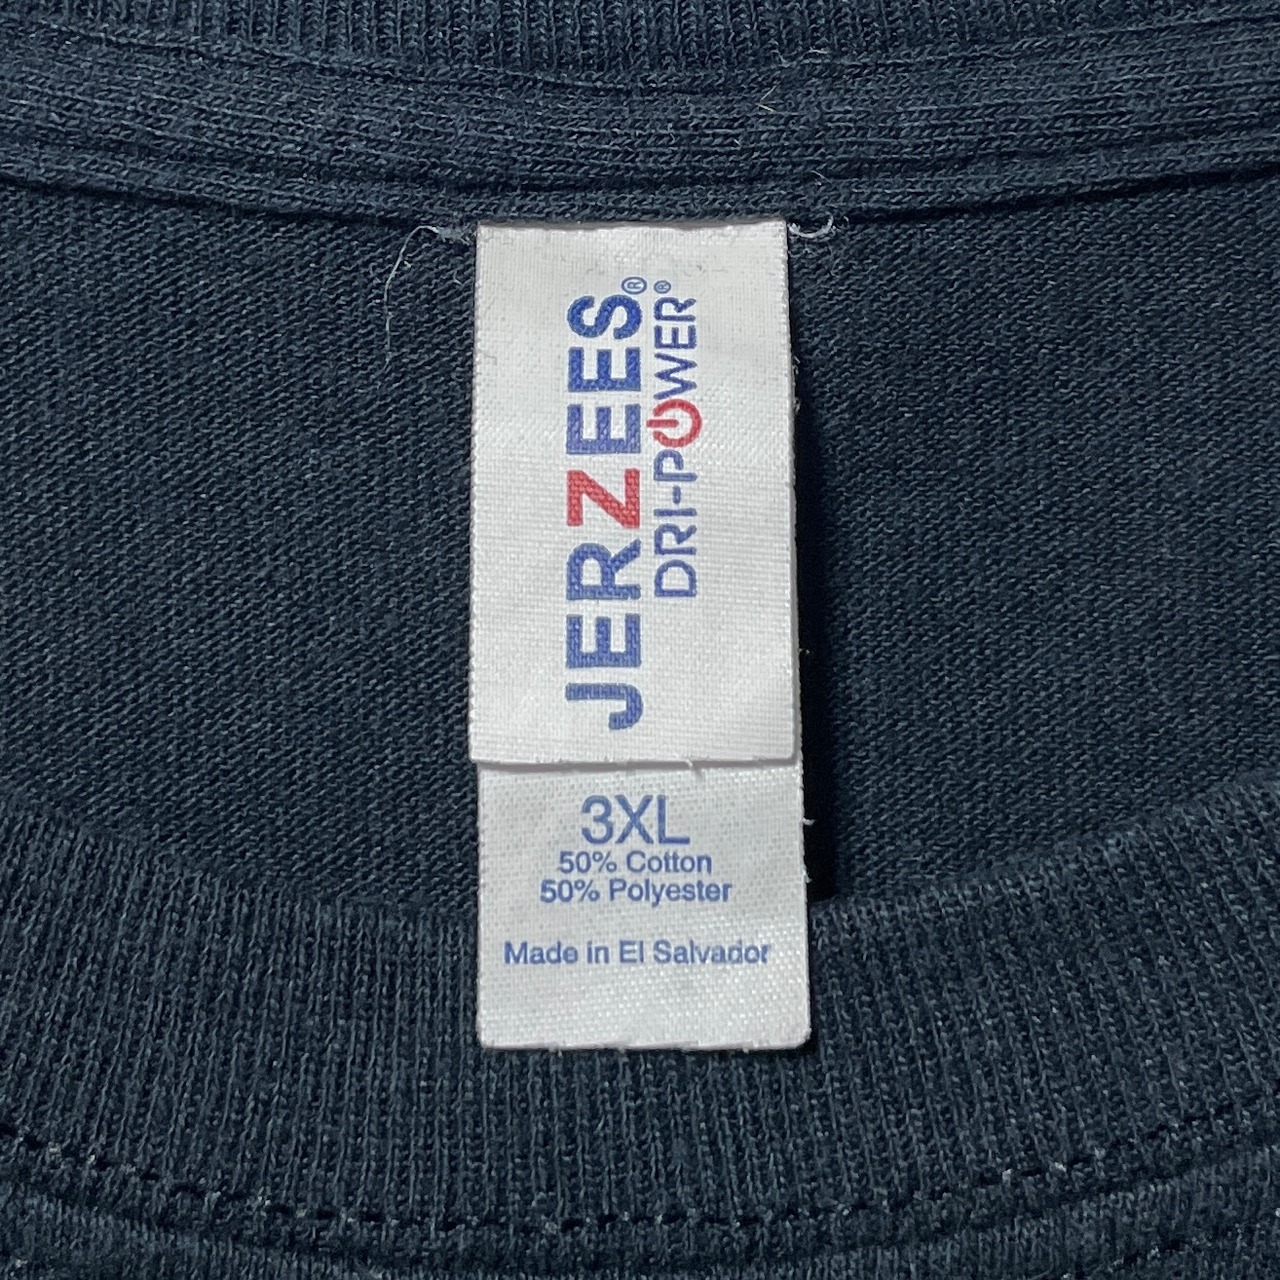 JERZEES®
DRI-POWER®
3XL
50% Cotton
50% Polyester
Made in El Salvador